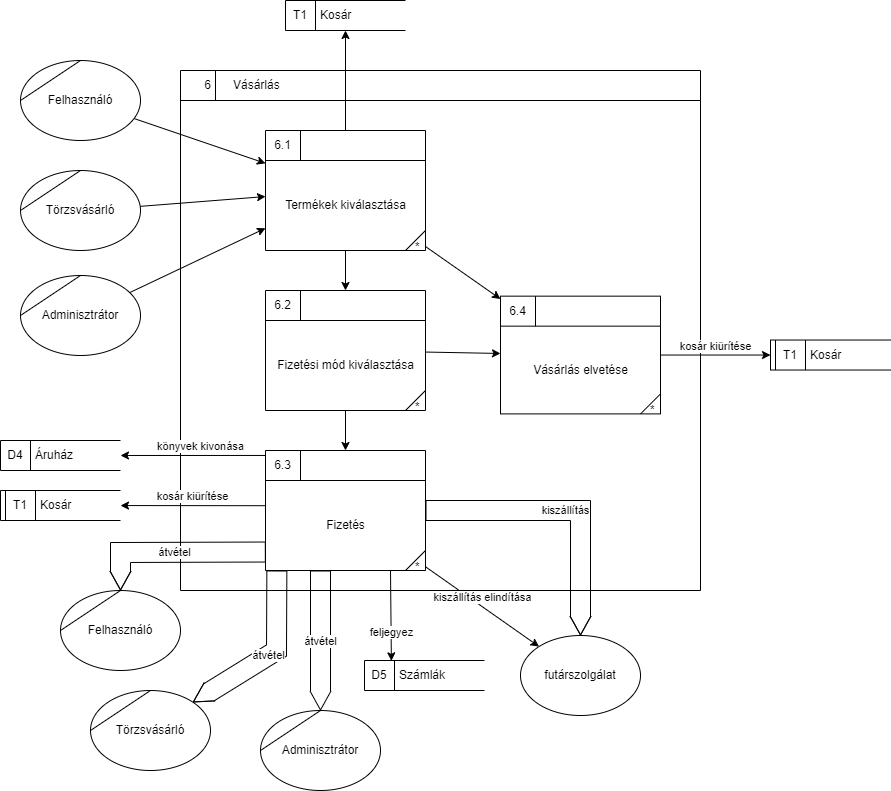 T1 Kosár
6 Vásárlás
Felhasználó
6.1
Termékek kiválasztása
*
Törzsvásárló
Adminisztrátor
6.2
Fizetési mód kiválasztása
*
6.4
Vásárlás elvetése
*
kosár kiürítése
T1 Kosár
D4 Áruház
könyvek kivonása
T1 Kosár
kosár kiürítése
6.3
Fizetés
*
kiszállítás
átvétel
Felhasználó
kiszállítás elindítása
átvétel
átvétel
feljegyez
D5 Számlák
futárszolgálat
Törzsvásárló
Adminisztrátor